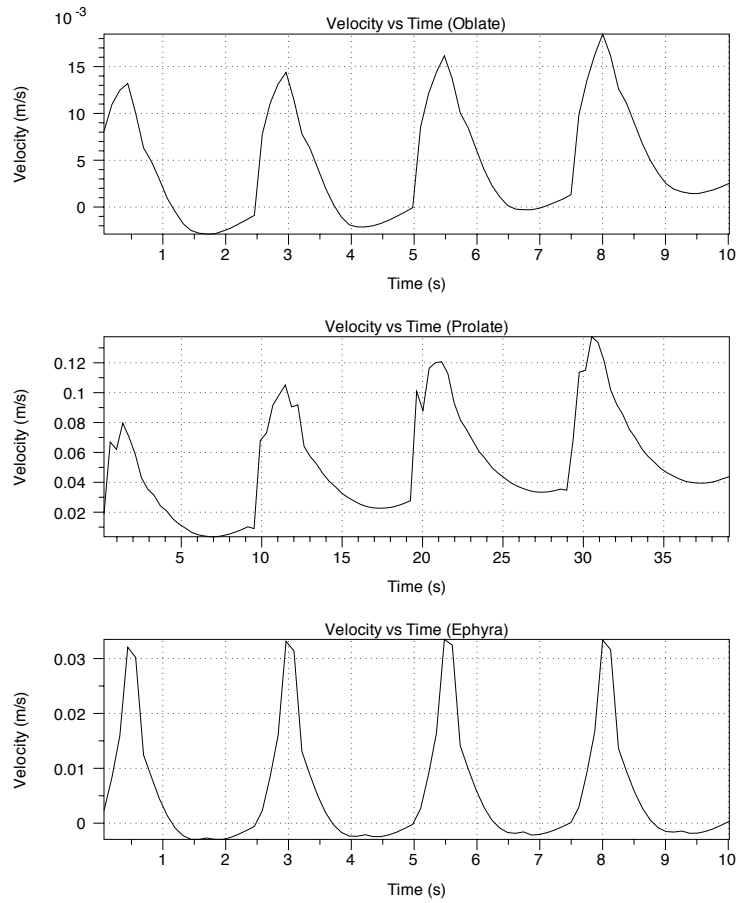 10 -3
Velocity vs Time (Oblate)
15
10
5
0
Velocity (m/s)
1 2 3 4 5 6 7 8 9 10
Time (s)
Velocity vs Time (Prolate)
0.12
0.1
0.08
0.06
0.04
0.02
Velocity (m/s)
5 10 15 20 25 30 35
Time (s)
Velocity vs Time (Ephyra)
0.03
0.02
0.01
0
Velocity (m/s)
1 2 3 4 5 6 7 8 9 10
Time (s)